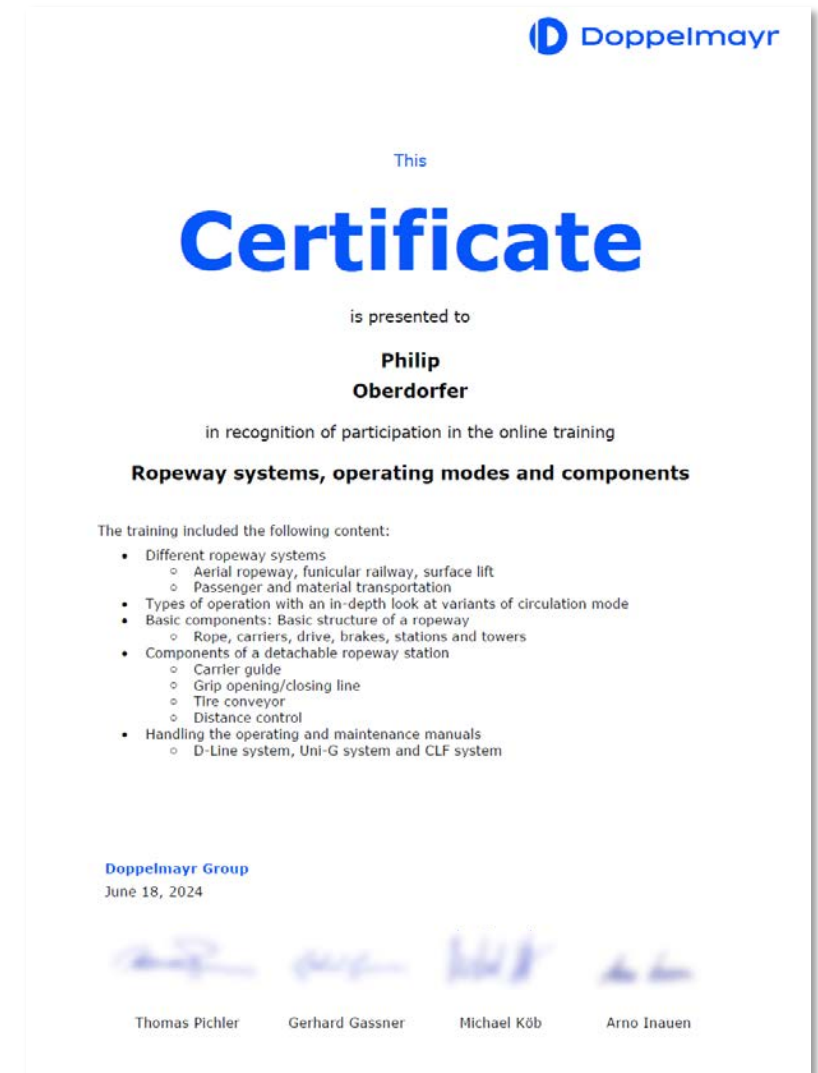 Doppelmayr
This
Certificate
is presented to
Philip
Oberdorfer
in recognition of participation in the online training
Ropeway systems, operating modes and components
The training included the following content:
• Different ropeway systems
◦ Aerial ropeway, funicular railway, surface lift
◦ Passenger and material transportation
• Types of operation with an in-depth look at variants of circulation mode
• Basic components: Basic structure of a ropeway
◦ Rope, carriers, drive, brakes, stations and towers
• Components of a detachable ropeway station
◦ Carrier guide
◦ Grip opening/closing line
◦ Tire conveyor
◦ Distance control
• Handling the operating and maintenance manuals
◦ D-Line system, Uni-G system and CLF system
Doppelmayr Group
June 18, 2024
Thomas Pichler Gerhard Gassner Michael Köb Arno Inauen